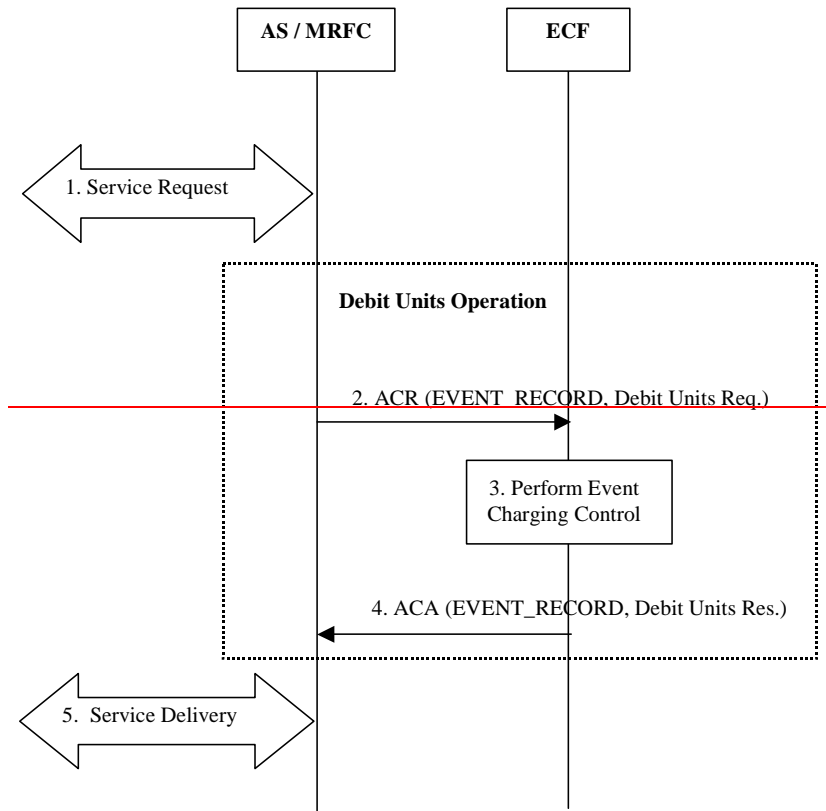 AS / MRFC
ECF
1. Service Request
Debit Units Operation
2. ACR (EVENT_RECORD, Debit Units Req.)
3. Perform Event
Charging Control
4. ACA (EVENT_RECORD, Debit Units Res.)
5. Service Delivery